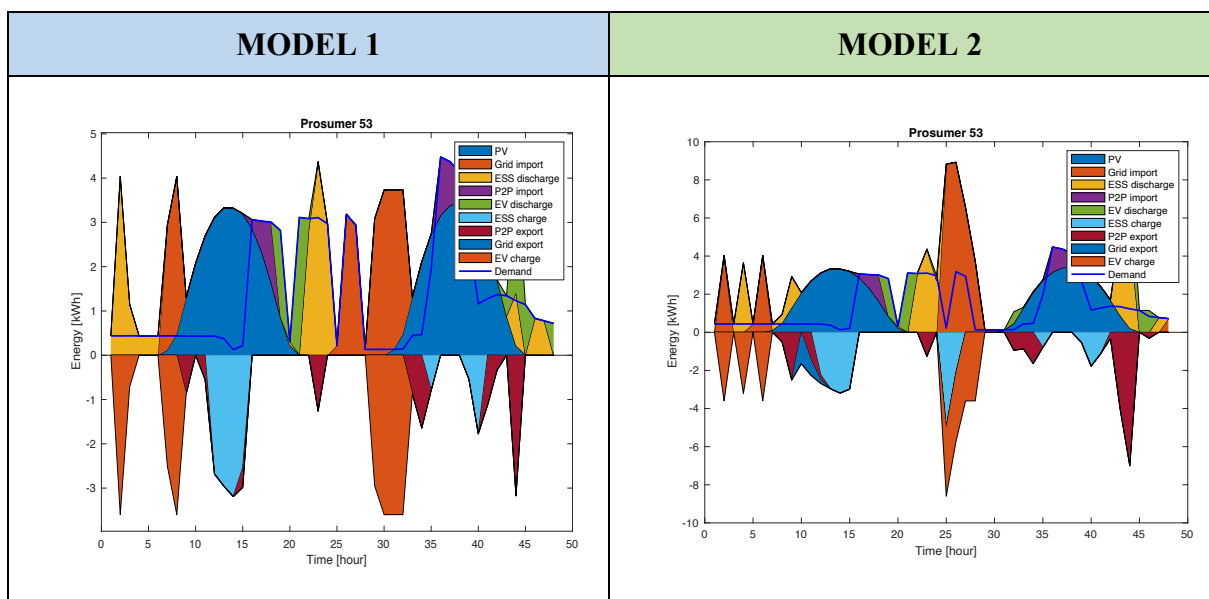 MODEL 1
MODEL 2
Prosumer 53
5
4
3
2
1
0
-1
-2
-3
Energy [kWh]
0
5
10
15
20
25
30
35
40
45
50
Time [hour]
PV
Grid import
ESS discharge
P2P import
EV discharge
ESS charge
P2P export
Grid export
EV charge
Demand
Prosumer 53
10
8
6
4
2
0
-2
-4
-6
-8
-10
Energy [kWh]
0
5
10
15
20
25
30
35
40
45
50
Time [hour]
PV
Grid import
ESS discharge
P2P import
EV discharge
ESS charge
P2P export
Grid export
EV charge
Demand